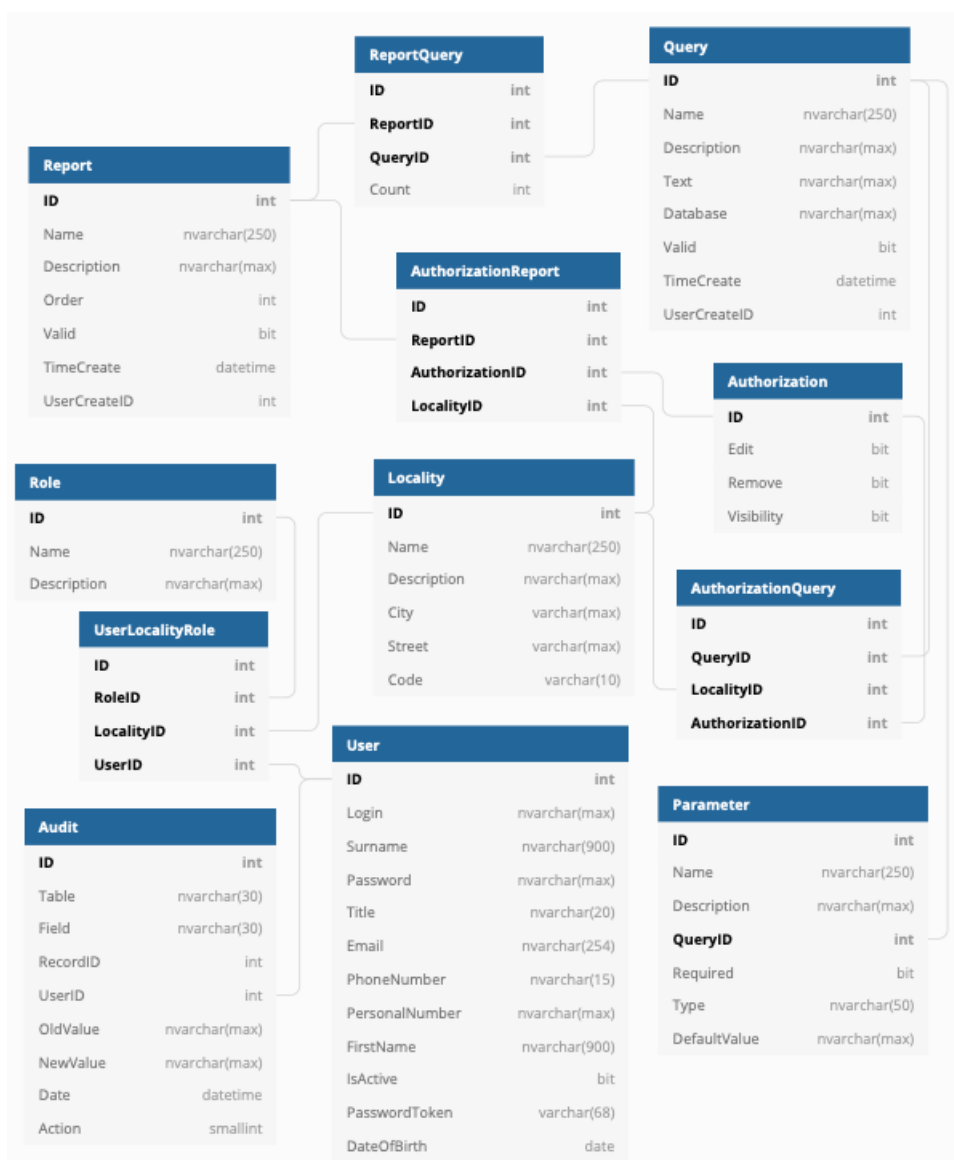 ReportQuery
ID int
ReportID int
QueryID int
Count int
Query
ID int
Name nvarchar(250)
Description nvarchar(max)
Text nvarchar(max)
Database nvarchar(max)
Valid bit
TimeCreate datetime
UserCreateID int
Report
ID int
Name nvarchar(250)
Description nvarchar(max)
Order int
Valid bit
TimeCreate datetime
UserCreateID int
AuthorizationReport
ID int
ReportID int
AuthorizationID int
LocalityID int
Authorization
ID int
Edit bit
Remove bit
Visibility bit
Role
ID int
Name nvarchar(250)
Description nvarchar(max)
Locality
ID int
Name nvarchar(250)
Description nvarchar(max)
City varchar(max)
Street varchar(max)
Code varchar(10)
AuthorizationQuery
ID int
QueryID int
LocalityID int
AuthorizationID int
UserLocalityRole
ID int
RoleID int
LocalityID int
UserID int
User
ID int
Login nvarchar(max)
Surname nvarchar(900)
Password nvarchar(max)
Title nvarchar(20)
Email nvarchar(254)
PhoneNumber nvarchar(15)
PersonalNumber nvarchar(max)
FirstName nvarchar(900)
IsActive bit
PasswordToken varchar(68)
DateOfBirth date
Parameter
ID int
Name nvarchar(250)
Description nvarchar(max)
QueryID int
Required bit
Type nvarchar(50)
DefaultValue nvarchar(max)
Audit
ID int
Table nvarchar(30)
Field nvarchar(30)
RecordID int
UserID int
OldValue nvarchar(max)
NewValue nvarchar(max)
Date datetime
Action smallint